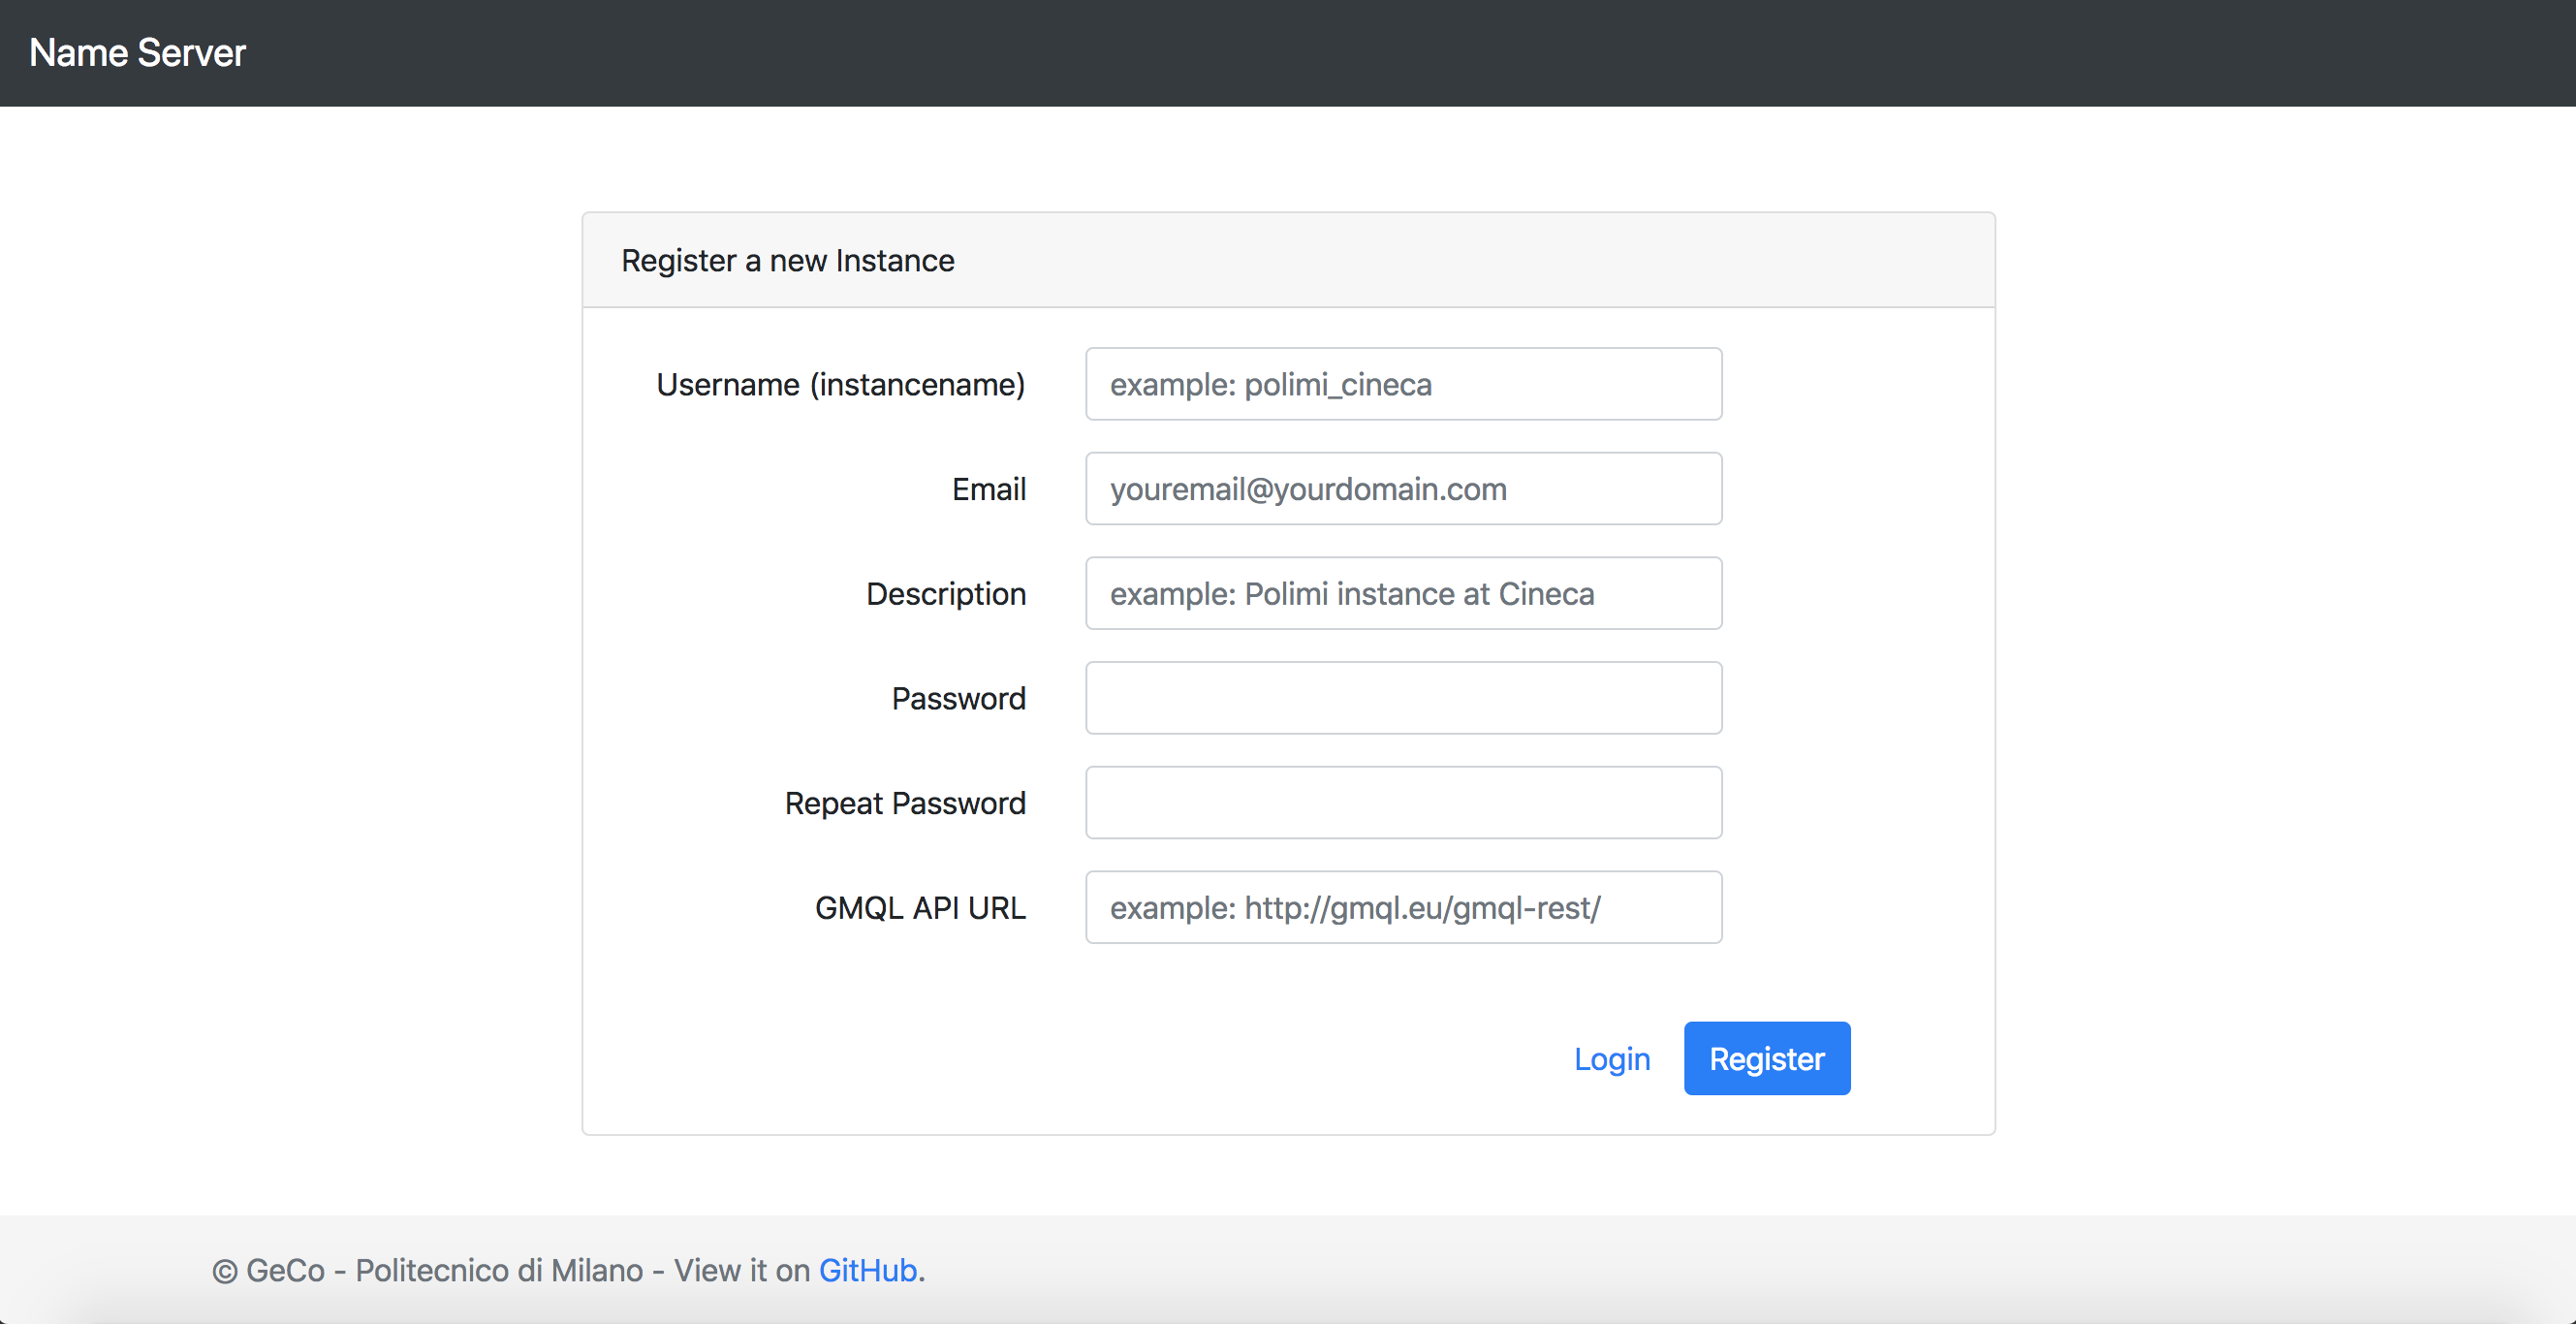 Name Server
Register a new Instance
Username (instancename)
example: polimi_cineca
Email
youremail@yourdomain.com
Description
example: Polimi instance at Cineca
Password
Repeat Password
GMQL API URL
example: http://gmql.eu/gmql-rest/
Login
Register
© GeCo - Politecnico di Milano - View it on GitHub.